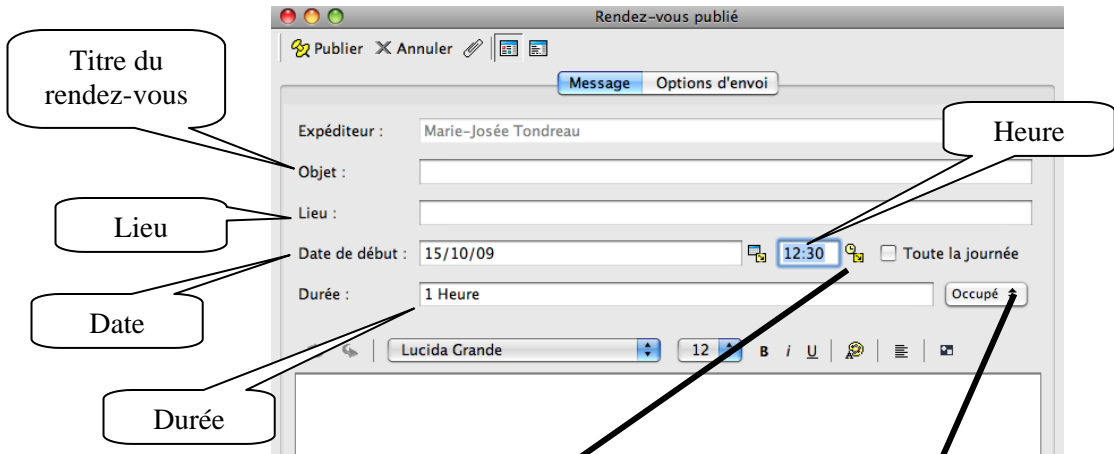 Rendez-vous publié
Publier Annuler
Titre du
rendez-vous
Message Options d'envoi
Expéditeur : Marie-Josée Tondreau
Heure
Objet :
Lieu :
Lieu
Date de début : 15/10/09 12:30 Toute la journée
Durée : 1 Heure Occupé
Date
Lucida Grande 12 B i U
Durée